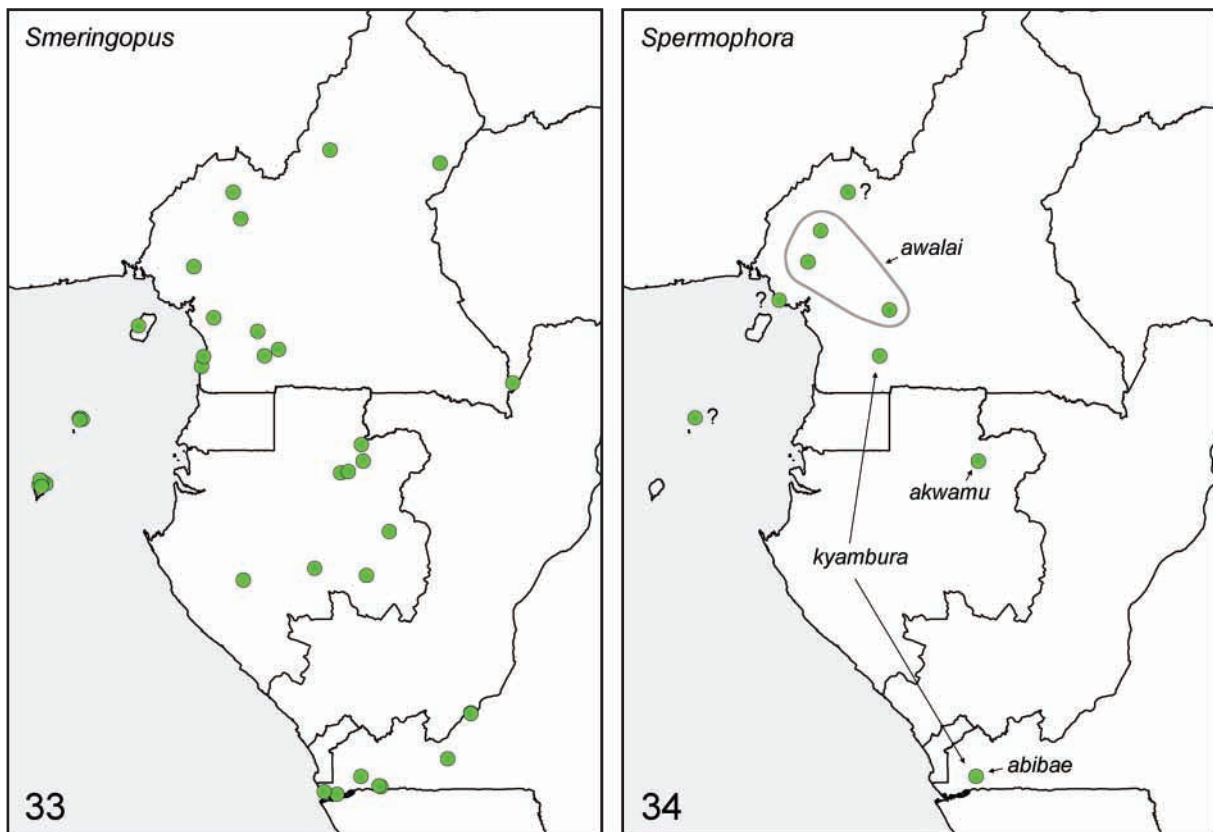 Smeringopus
33
Spermophora
?
awalai
?
?
akwamu
kyambura
abibae
34